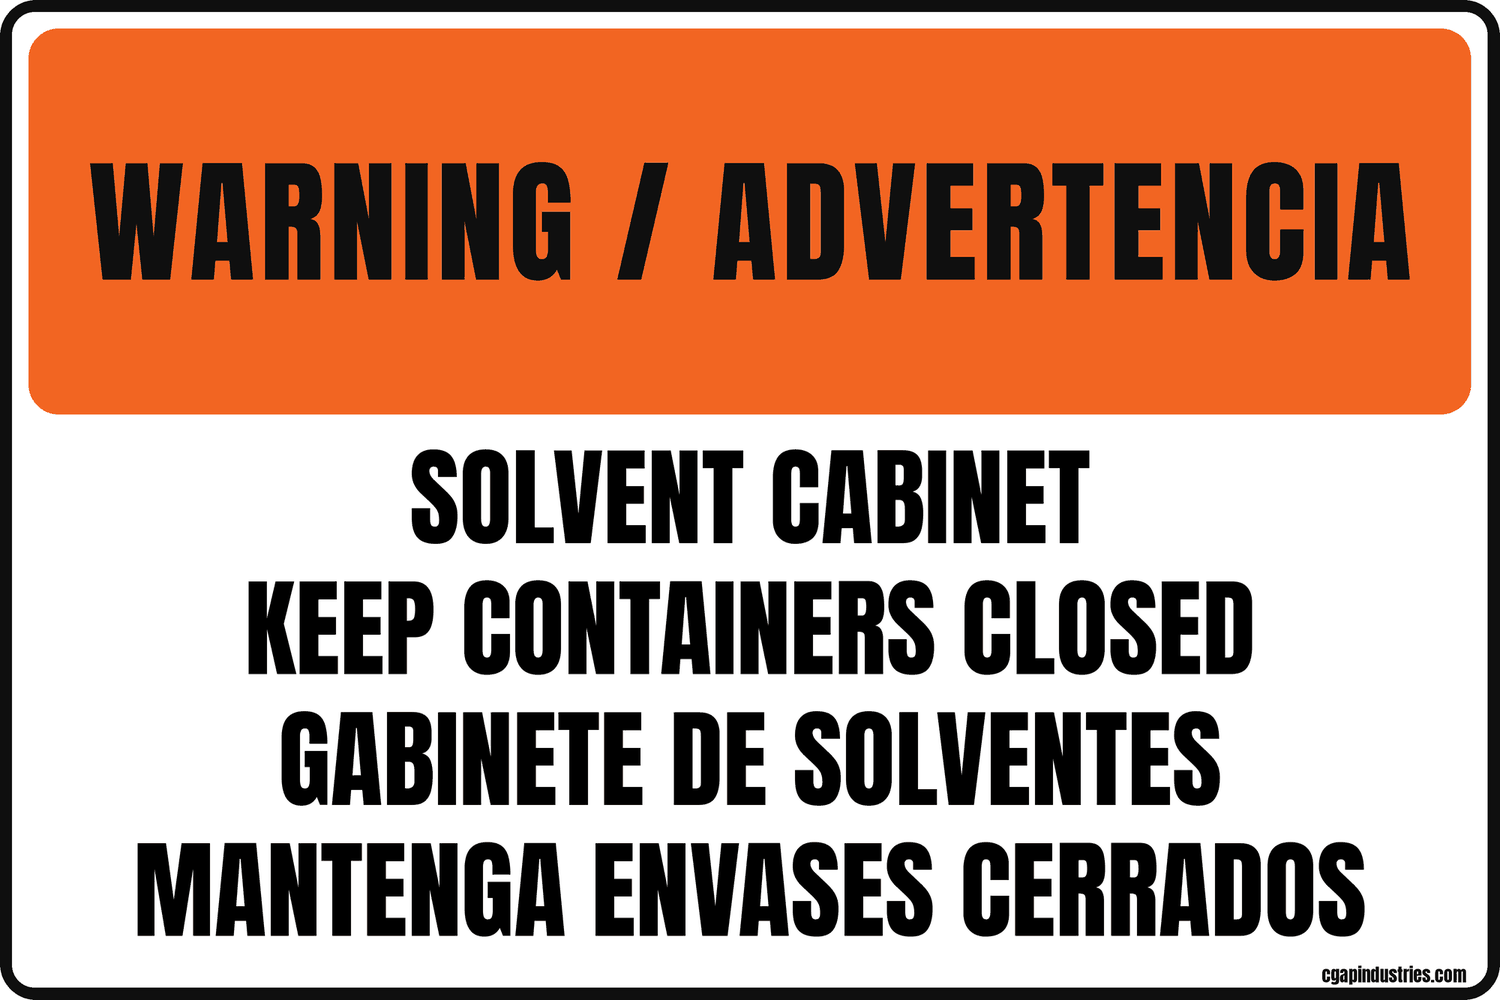 WARNING / ADVERTENCIA
SOLVENT CABINET
KEEP CONTAINERS CLOSED
GABINETE DE SOLVENTES
MANTENGA ENVASES CERRADOS
cgapindustries.com